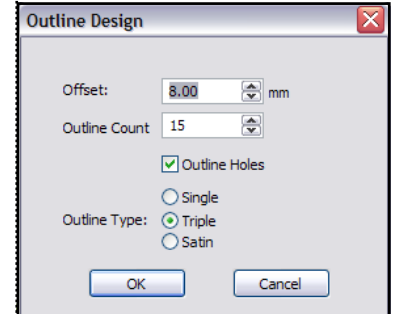 Outline Design
Offset: 8.00 mm
Outline Count 15
Outline Holes
Single
Outline Type: Triple
Satin
OK Cancel